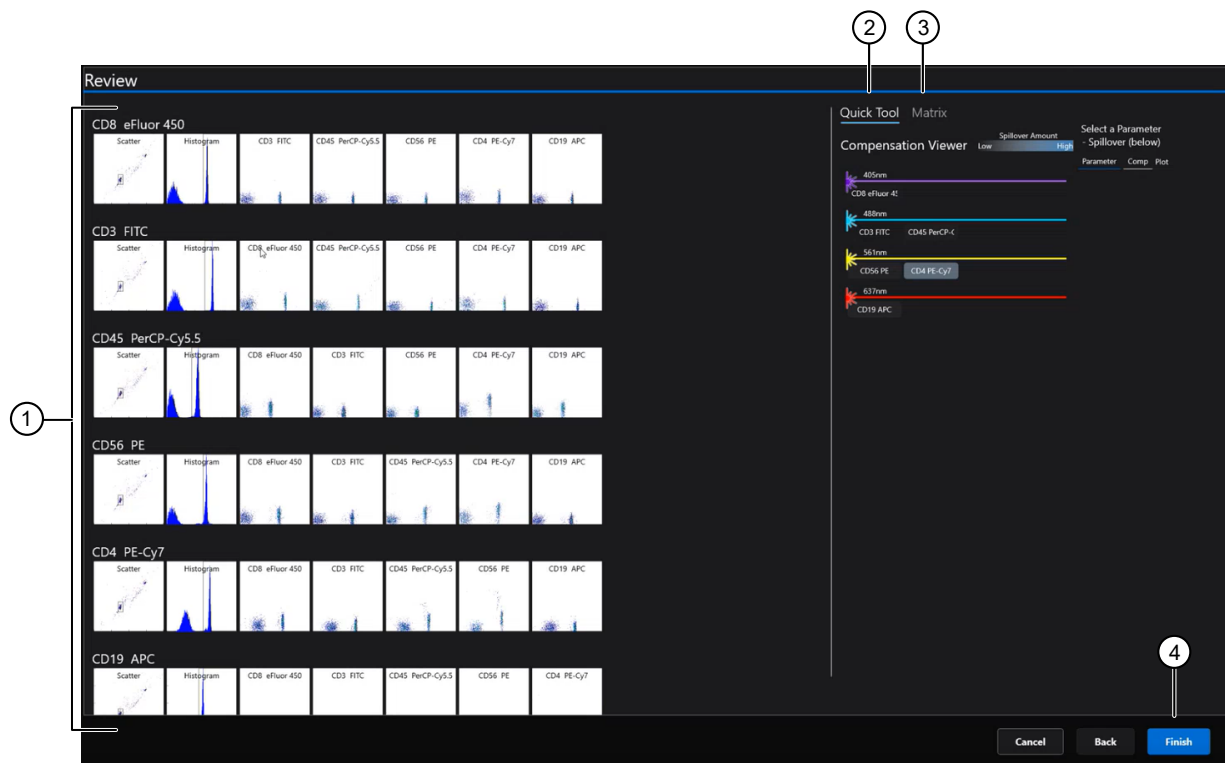 2 3
Review
CD8 eFluor 450
Scatter Histogram CD3 FITC CD45 PerCP-Cy5.5 CD56 PE CD4 PE-Cy7 CD19 APC
CD3 FITC
Scatter Histogram CD8 eFluor 450 CD45 PerCP-Cy5.5 CD56 PE CD4 PE-Cy7 CD19 APC
CD45 PerCP-Cy5.5
Scatter Histogram CD8 eFluor 450 CD3 FITC CD56 PE CD4 PE-Cy7 CD19 APC
1
CD56 PE
Scatter Histogram CD8 eFluor 450 CD3 FITC CD45 PerCP-Cy5.5 CD4 PE-Cy7 CD19 APC
CD4 PE-Cy7
Scatter Histogram CD8 eFluor 450 CD3 FITC CD45 PerCP-Cy5.5 CD56 PE CD19 APC
CD19 APC
Scatter Histogram CD8 eFluor 450 CD3 FITC CD45 PerCP-Cy5.5 CD56 PE CD4 PE-Cy7
Quick Tool Matrix
Compensation Viewer
Spillover Amount
Low High
Select a Parameter
- Spillover (below)
Parameter Comp Plot
405nm
CD8 eFluor 4
488nm
CD3 FITC CD45 PerCP-
561nm
CD56 PE CD4 PE-Cy7
637nm
CD19 APC
4
Cancel Back Finish